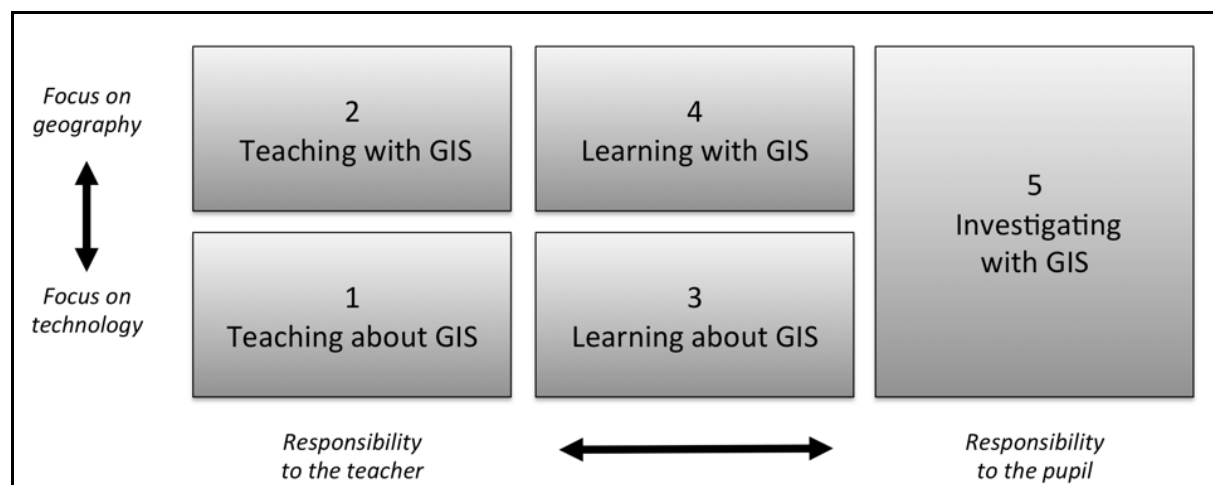 Focus on
geography
Focus on
technology
2
Teaching with GIS
4
Learning with GIS
1
Teaching about GIS
3
Learning about GIS
5
Investigating
with GIS
Responsibility
to the teacher
Responsibility
to the pupil